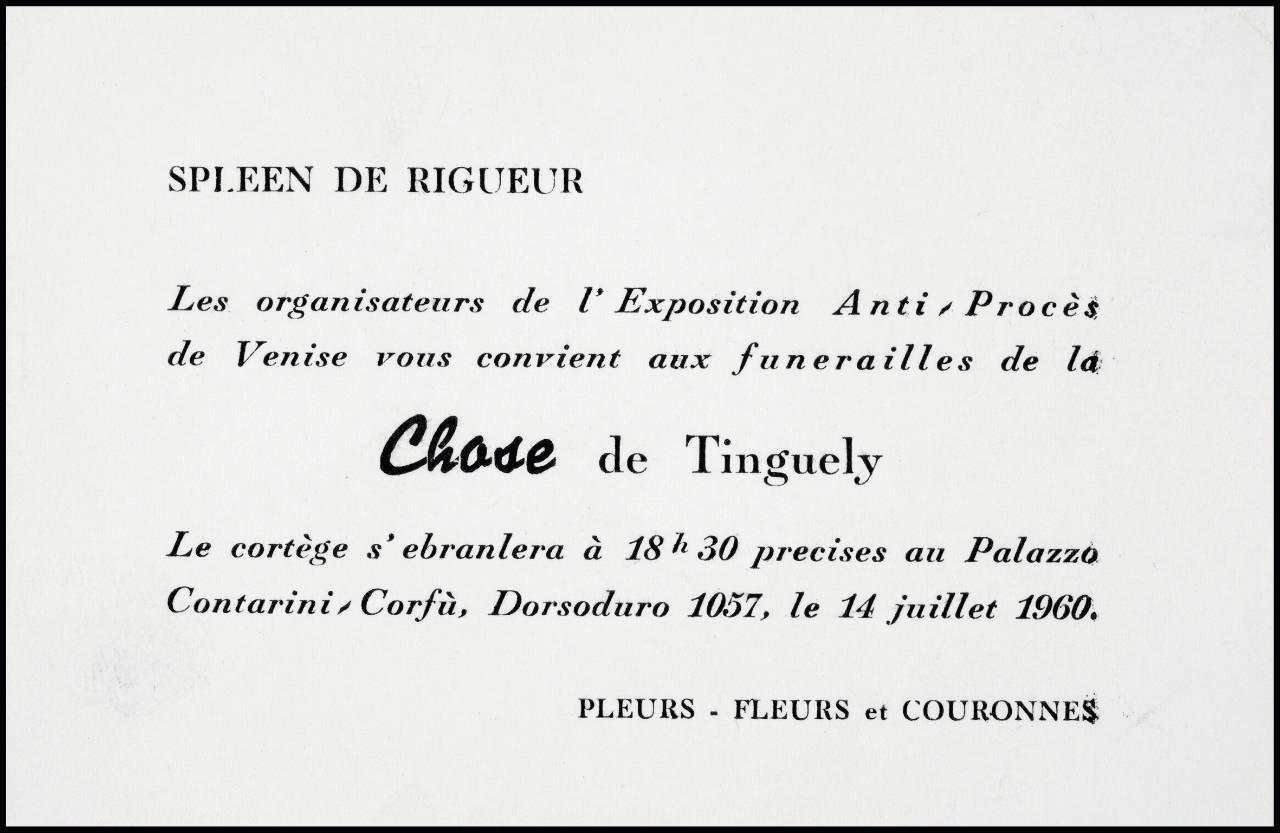 SPLEEN DE RIGUEUR
Les organisateurs de l' Exposition Anti-Procès
de Venise vous convient aux funerailles de la
Chose de Tinguely
Le cortège s' ebranlera à 18 h 30 precises au Palazzo
Contarini-Corfù, Dorsoduro 1057, le 14 juillet 1960.
PLEURS - FLEURS et COURONNES